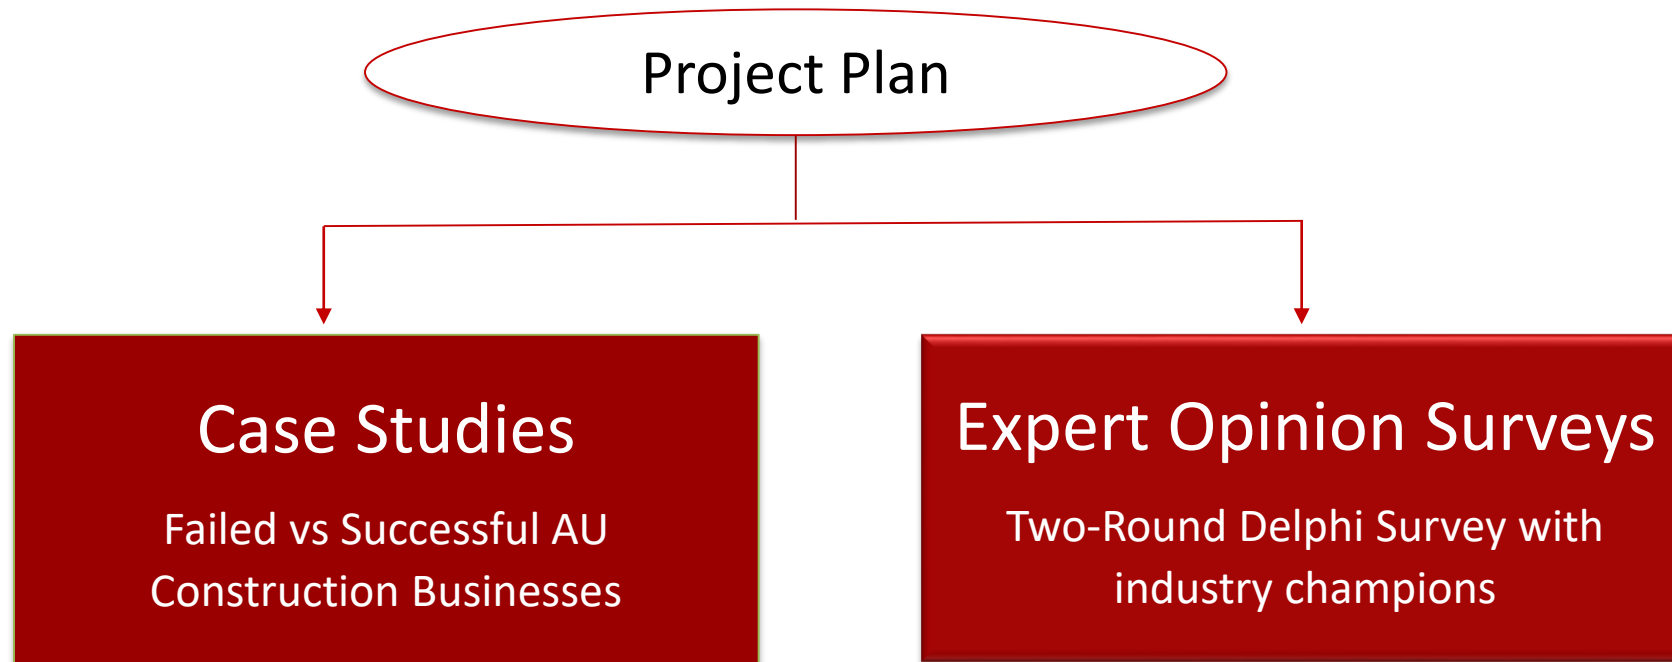 Project Plan
Case Studies
Failed vs Successful AU
Construction Businesses
Expert Opinion Surveys
Two-Round Delphi Survey with
industry champions